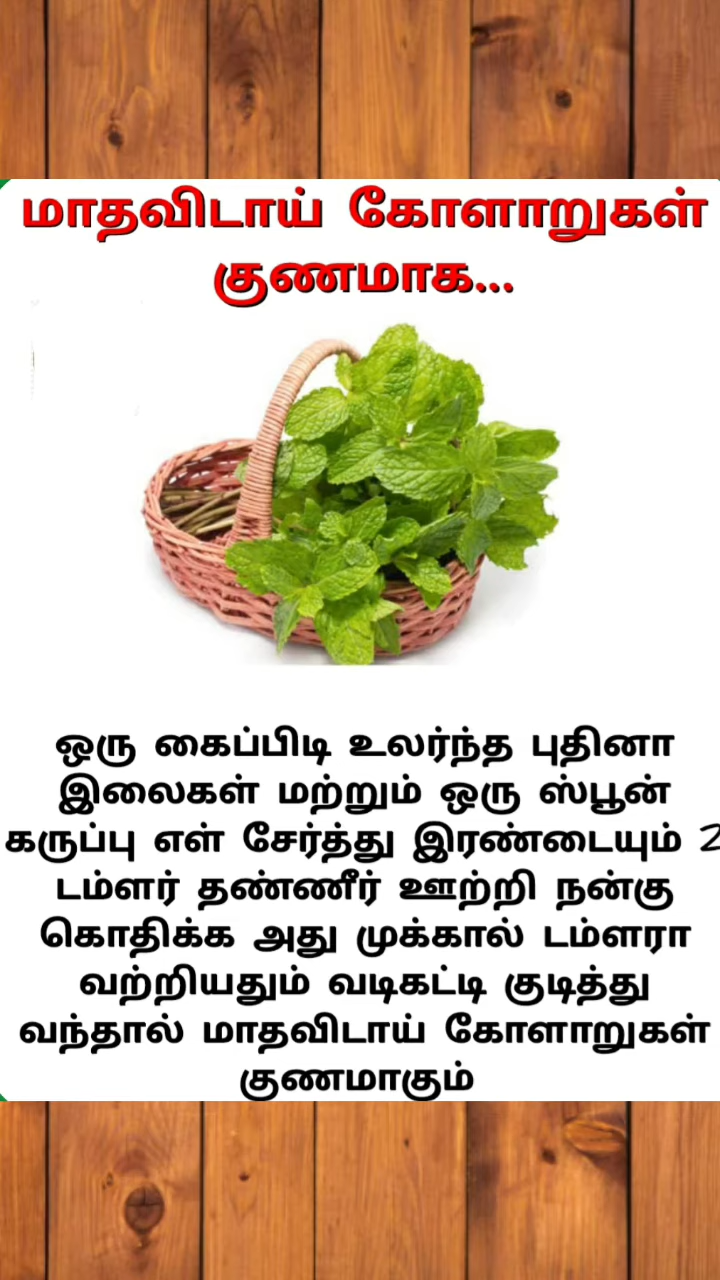 மாதவிடாய் கோளாறுகள்
குணமாக...
ஒரு கைப்பிடி உலர்ந்த புதினா
இலைகள் மற்றும் ஒரு ஸ்பூன்
கருப்பு எள் சேர்த்து இரண்டையும் 2
டம்ளர் தண்ணீர் ஊற்றி நன்கு
கொதிக்க அது முக்கால் டம்ளரா
வற்றியதும் வடிகட்டி குடித்து
வந்தால் மாதவிடாய் கோளாறுகள்
குணமாகும்